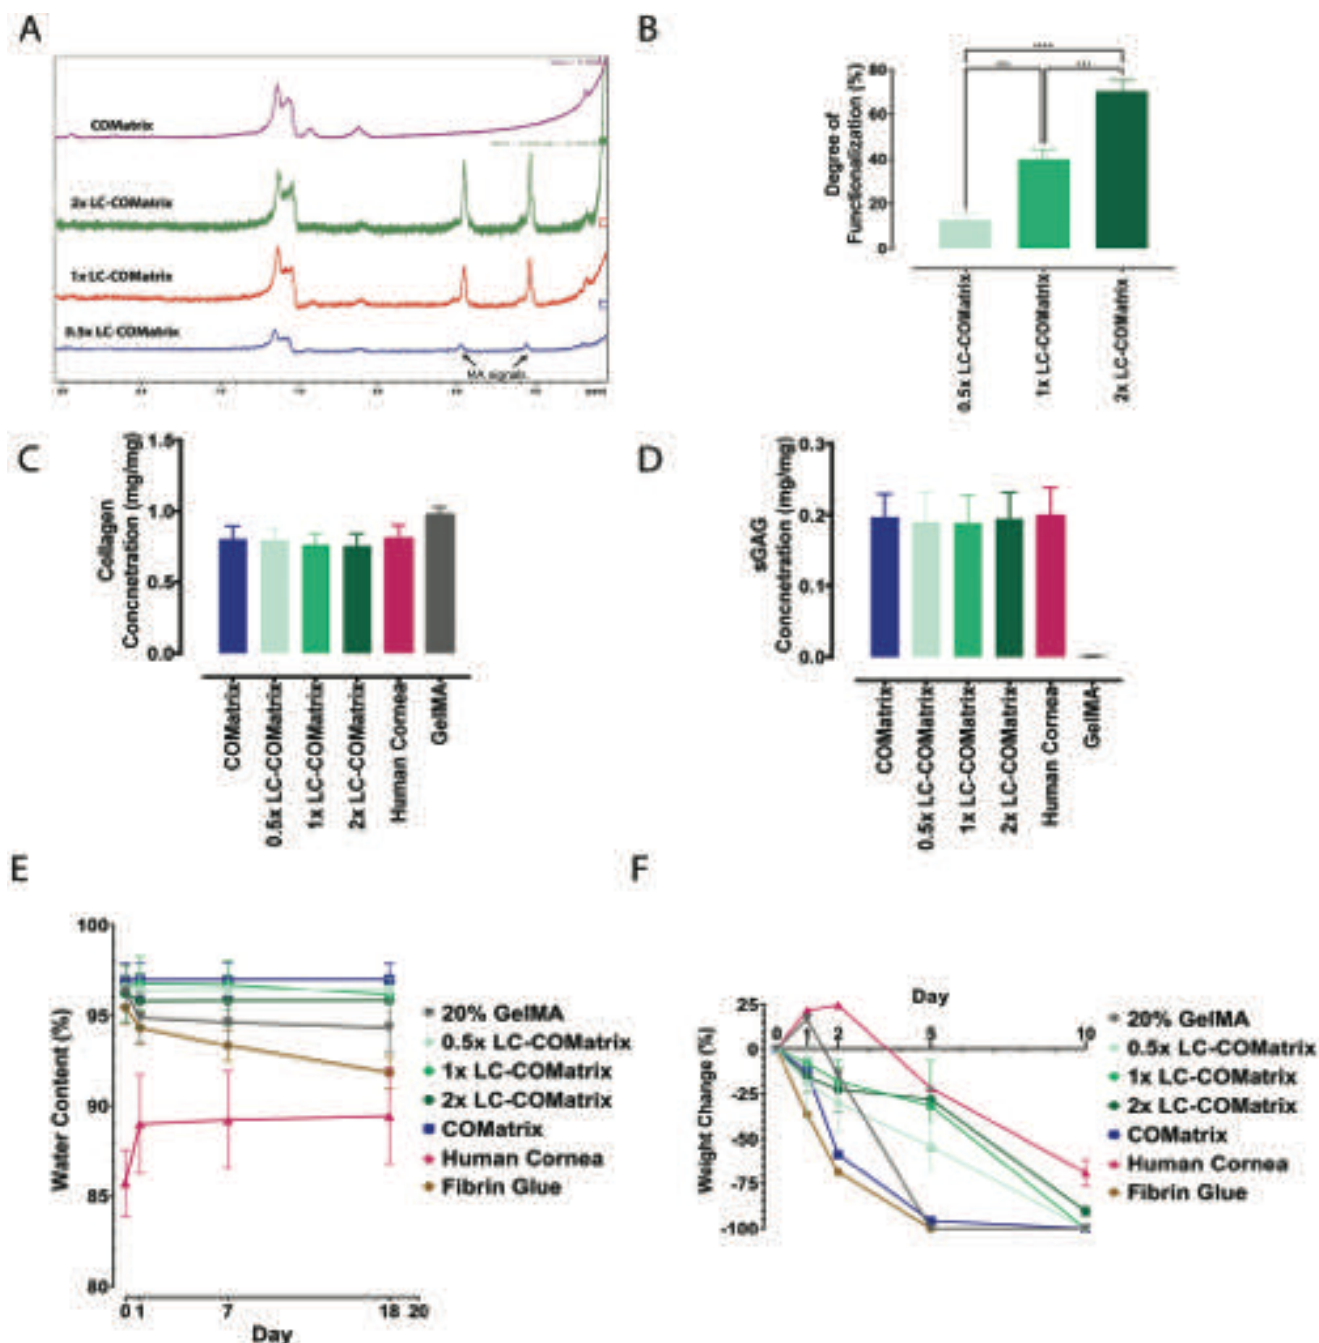 A
COMatrix
2x LC-COMatrix
1x LC-COMatrix
0.5x LC-COMatrix
MA signals
B
Degree of
Functionalization (%)
80
60
40
20
0
****
0.5x LC-COMatrix
1x LC-COMatrix
2x LC-COMatrix
C
Collagen
Concnetration (mg/mg)
1.5
1.0
0.5
0.0
COMatrix
0.5x LC-COMatrix
1x LC-COMatrix
2x LC-COMatrix
Human Cornea
GelMA
D
sGAG
Concnetration (mg/mg)
0.3
0.2
0.1
0.0
COMatrix
0.5x LC-COMatrix
1x LC-COMatrix
2x LC-COMatrix
Human Cornea
GelMA
E
Water Content (%)
100
95
90
85
80
0 1 7 18 20
Day
20% GelMA
0.5x LC-COMatrix
1x LC-COMatrix
2x LC-COMatrix
COMatrix
Human Cornea
Fibrin Glue
F
Day
Weight Change (%)
25
0
-25
-50
-75
-100
0 1 2 5 10
20% GelMA
0.5x LC-COMatrix
1x LC-COMatrix
2x LC-COMatrix
COMatrix
Human Cornea
Fibrin Glue